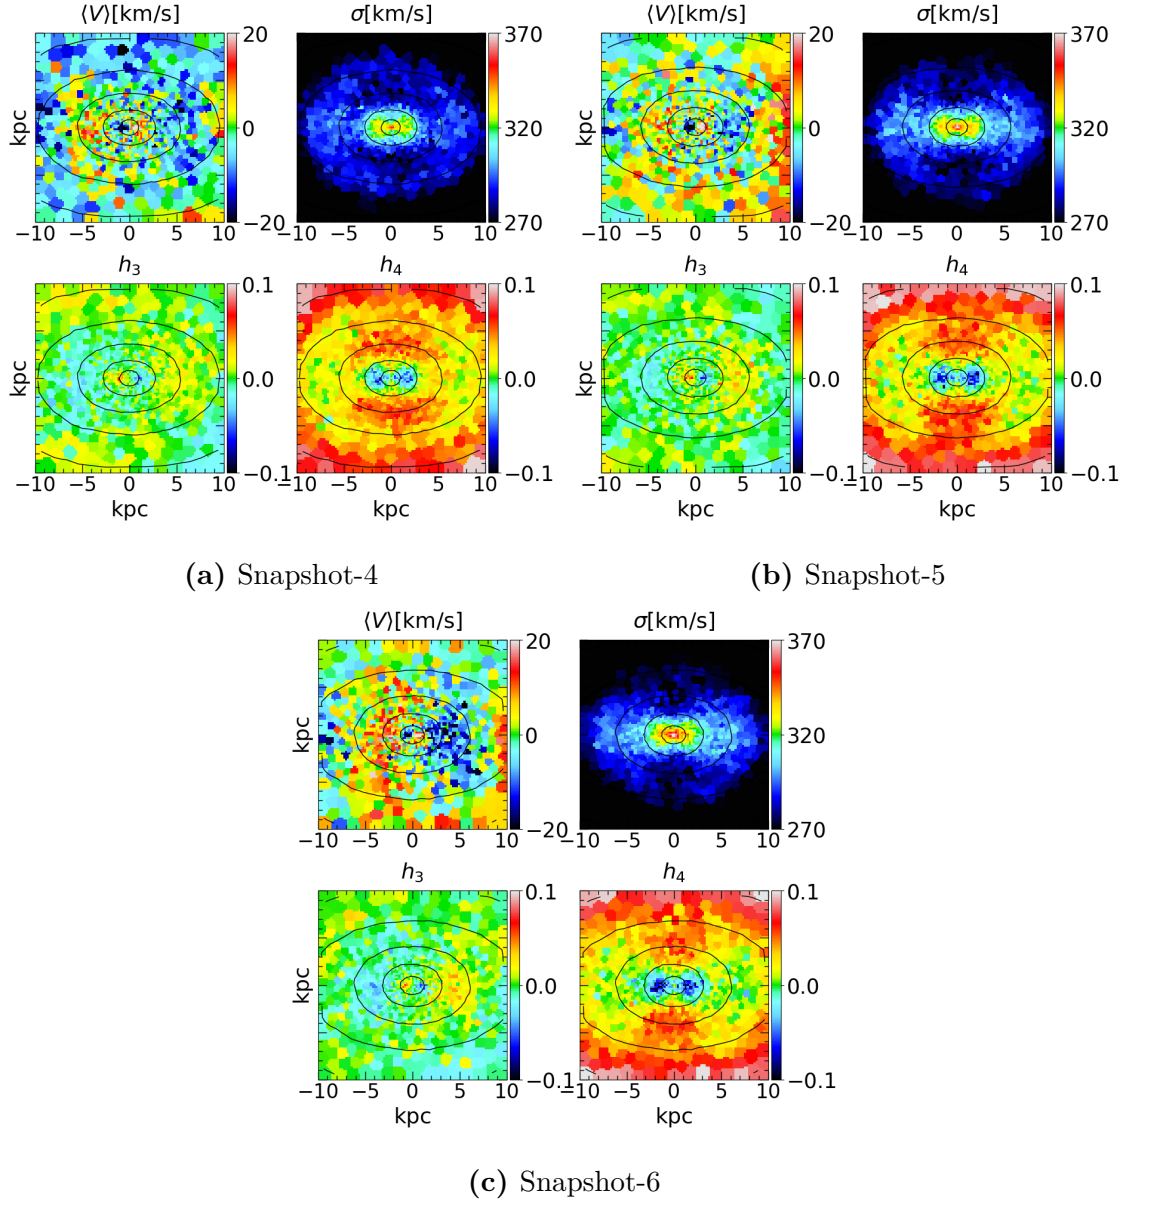 ⟨V⟩[km/s] σ[km/s] ⟨V⟩[km/s] σ[km/s]
20 370 20 370
kpc 0 320 kpc 0 320
−20 270 −20 270
−10 −5 0 5 10 −10 −5 0 5 10 −10 −5 0 5 10 −10 −5 0 5 10
h₃ h₄ h₃ h₄
0.1 0.1 0.1 0.1
kpc 0.0 0.0 kpc 0.0 0.0
−0.1 −0.1 −0.1 −0.1
−10 −5 0 5 10 −10 −5 0 5 10 −10 −5 0 5 10 −10 −5 0 5 10
kpc kpc kpc kpc
(a) Snapshot-4 (b) Snapshot-5
⟨V⟩[km/s] σ[km/s]
20 370
kpc 0 320
−20 270
−10 −5 0 5 10 −10 −5 0 5 10
h₃ h₄
0.1 0.1
kpc 0.0 0.0
−0.1 −0.1
−10 −5 0 5 10 −10 −5 0 5 10
kpc kpc
(c) Snapshot-6